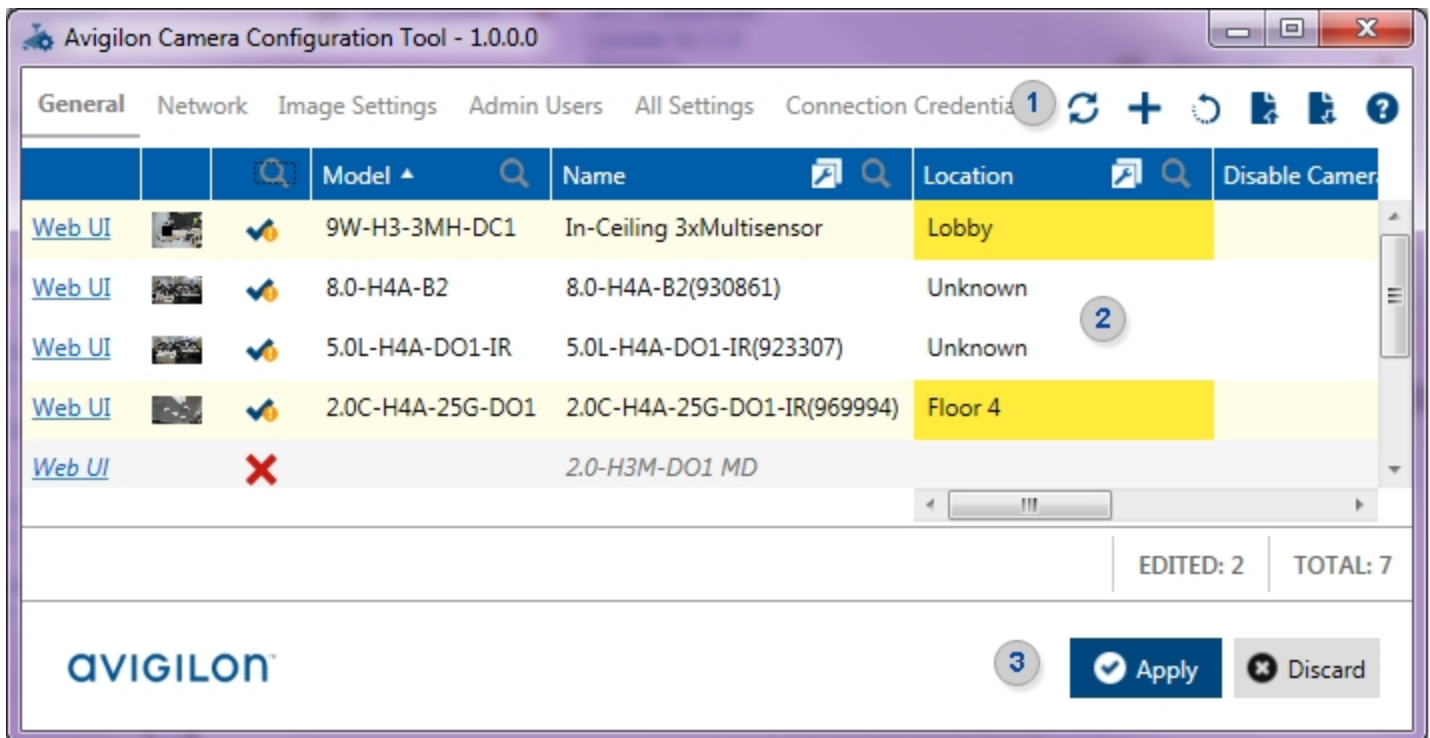 Avigilon Camera Configuration Tool - 1.0.0.0
General Network Image Settings Admin Users All Settings Connection 1
Model Name Location Disable
Web UI 9W-H3-3MH-DC1 In-Ceiling 3xMultisensor Lobby
Web UI 8.0-H4A-B2 8.0-H4A-B2(930861) Unknown
2
Web UI 5.0L-H4A-DO1-IR 5.0L-H4A-DO1-IR(923307) Unknown
Web UI 2.0C-H4A-25G-DO1 2.0C-H4A-25G-DO1-IR(969994) Floor 4
Web UI 2.0-H3M-DO1 MD
EDITED: 2 TOTAL: 7
avigilon 3 Apply Discard